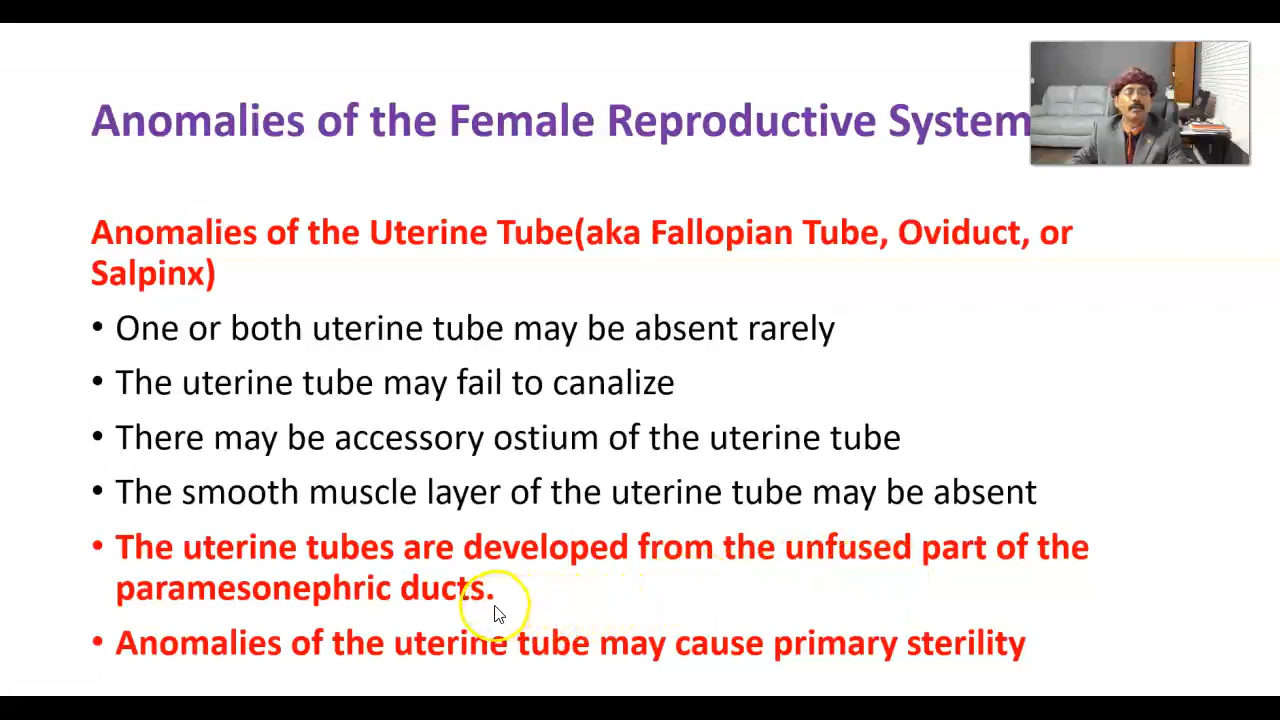 Anomalies of the Female Reproductive System
Anomalies of the Uterine Tube(aka Fallopian Tube, Oviduct, or
Salpinx)
• One or both uterine tube may be absent rarely
• The uterine tube may fail to canalize
• There may be accessory ostium of the uterine tube
• The smooth muscle layer of the uterine tube may be absent
• The uterine tubes are developed from the unfused part of the
paramesonephric ducts.
• Anomalies of the uterine tube may cause primary sterility